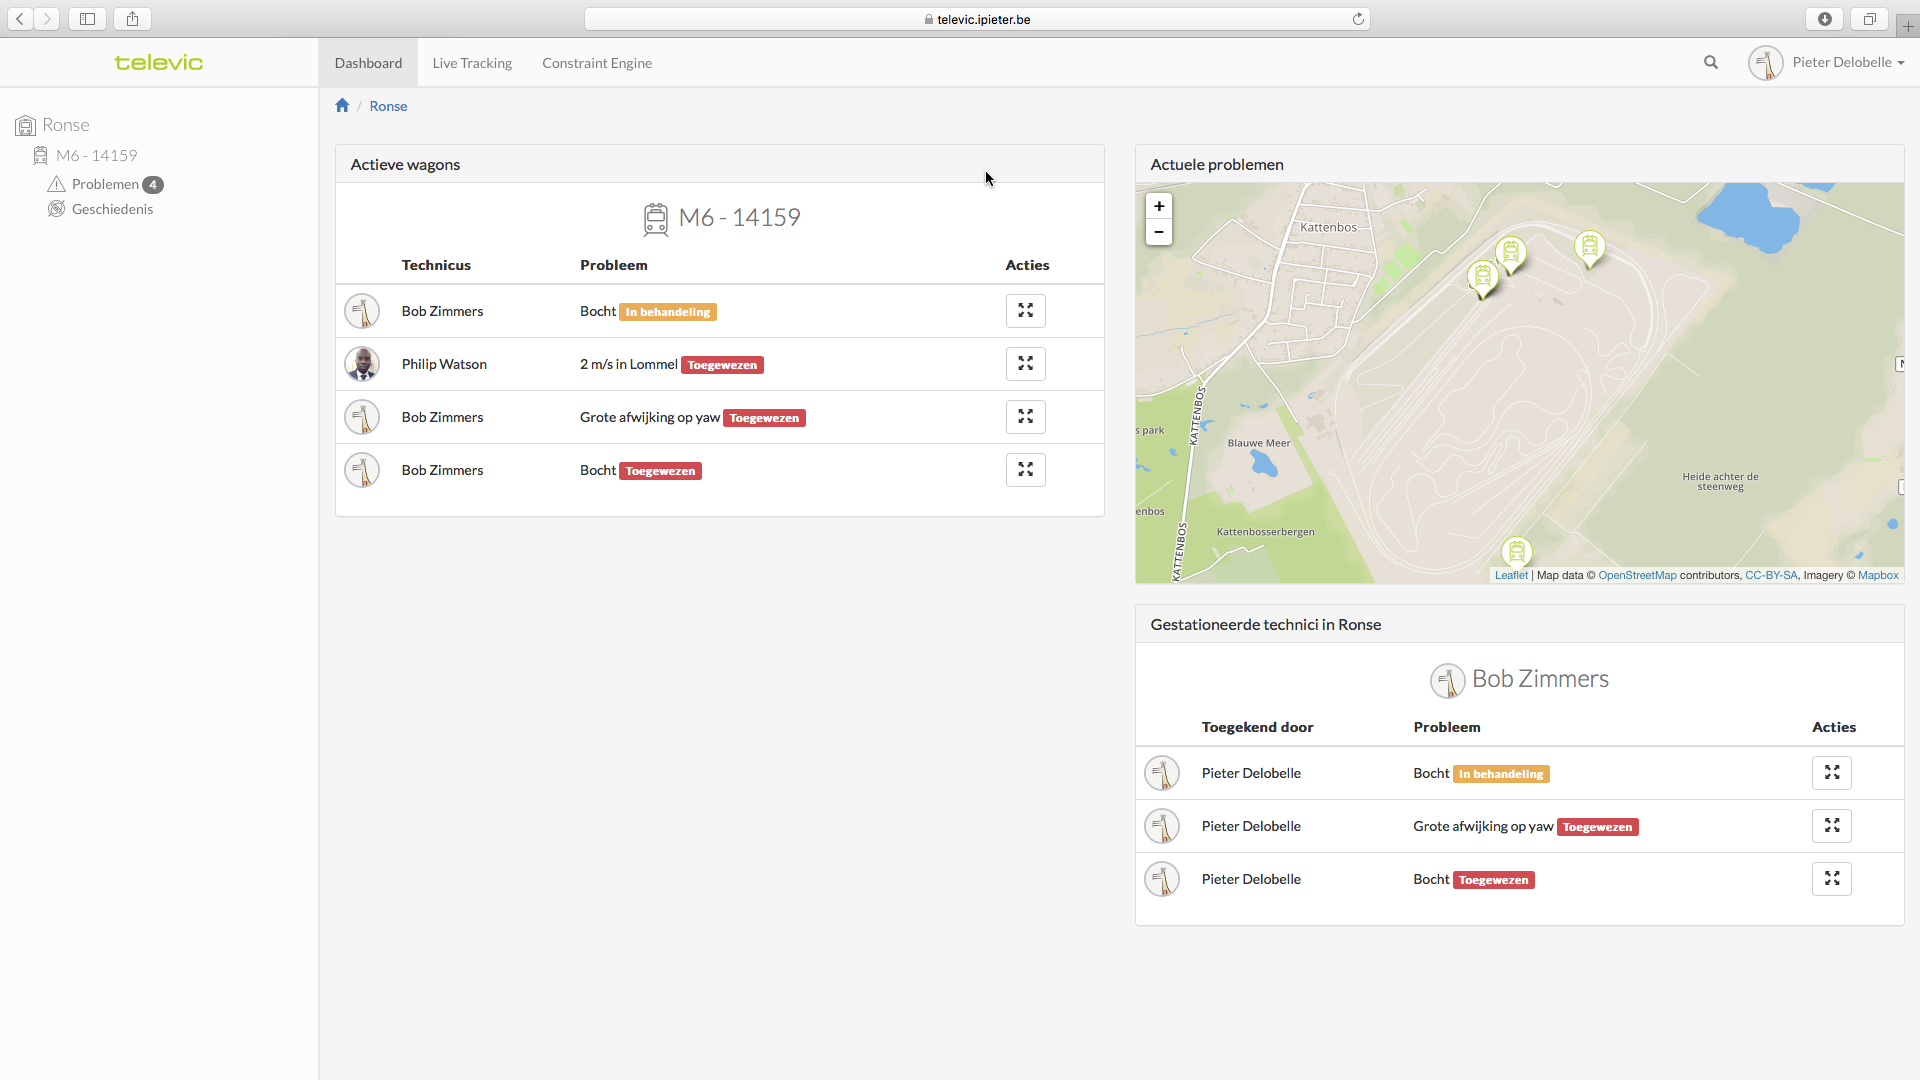 televic.ipieter.be
televic
Dashboard
Live Tracking
Constraint Engine
Pieter Delobelle
Ronse
M6 - 14159
Problemen 4
Geschiedenis
/ Ronse
Actieve wagons
M6 - 14159
Technicus Probleem Acties
Bob Zimmers Bocht In behandeling
Philip Watson 2 m/s in Lommel Toegewezen
Bob Zimmers Grote afwijking op yaw Toegewezen
Bob Zimmers Bocht Toegewezen
Actuele problemen
+
−
Kattenbos
KATTENBOS
s park
Blauwe Meer
Heide achter de
steenweg
enbos
Kattenbosserbergen
KATTENBOS
Leaflet | Map data © OpenStreetMap contributors, CC-BY-SA, Imagery © Mapbox
Gestationeerde technici in Ronse
Bob Zimmers
Toegekend door Probleem Acties
Pieter Delobelle Bocht In behandeling
Pieter Delobelle Grote afwijking op yaw Toegewezen
Pieter Delobelle Bocht Toegewezen